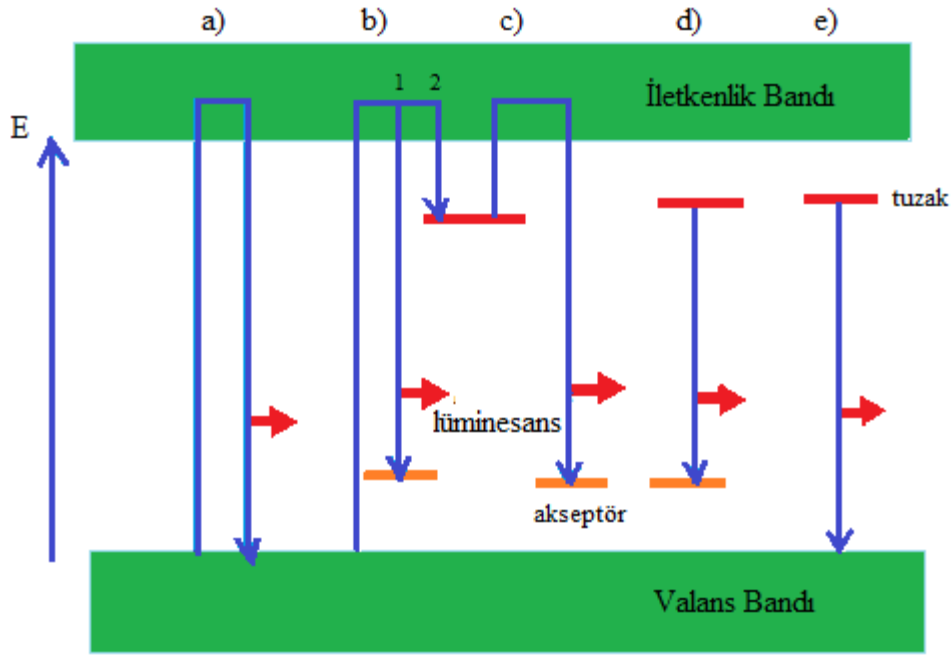 a) b) c) d) e)
1 2
İletkenlik Bandı
E
tuzak
lüminesans
akseptör
Valans Bandı